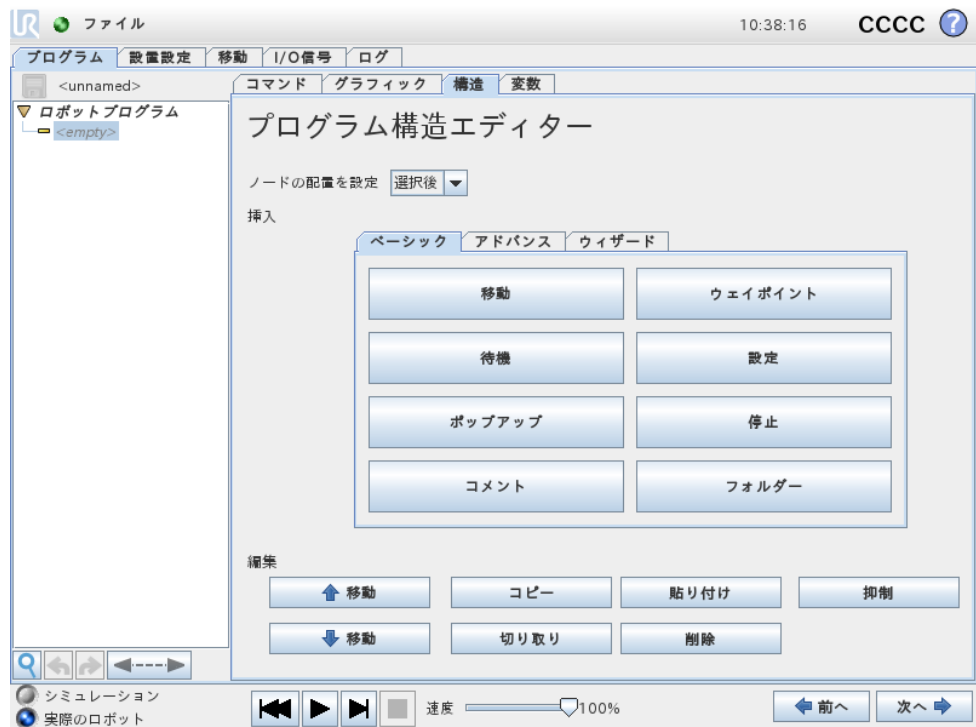 UR ファイル 10:38:16 CCCC ?
プログラム 設置設定 移動 I/O信号 ログ
<unnamed>
コマンド グラフィック 構造 変数
ロボットプログラム
<empty>
プログラム構造エディター
ノードの配置を設定 選択後
挿入
ベーシック アドバンス ウィザード
移動 ウェイポイント
待機 設定
ポップアップ 停止
コメント フォルダー
編集
移動 コピー 貼り付け 抑制
移動 切り取り 削除
シミュレーション
実際のロボット
速度 100% 前へ 次へ